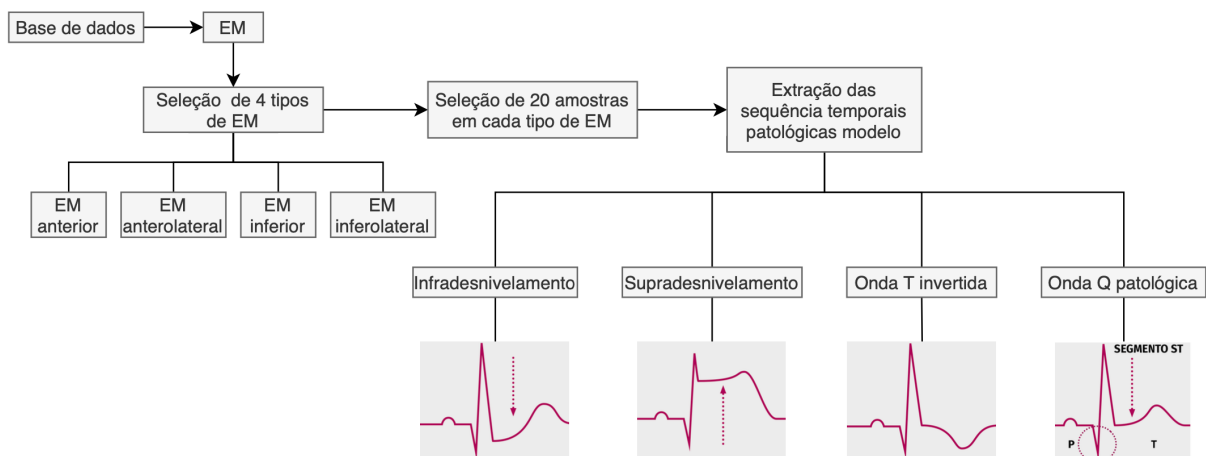 Base de dados
EM
Seleção de 4 tipos
de EM
Seleção de 20 amostras
em cada tipo de EM
Extração das
sequência temporais
patológicas modelo
EM
anterior
EM
anterolateral
EM
inferior
EM
inferolateral
Infradesnivelamento
Supradesnivelamento
Onda T invertida
Onda Q patológica
SEGMENTO ST
P
T